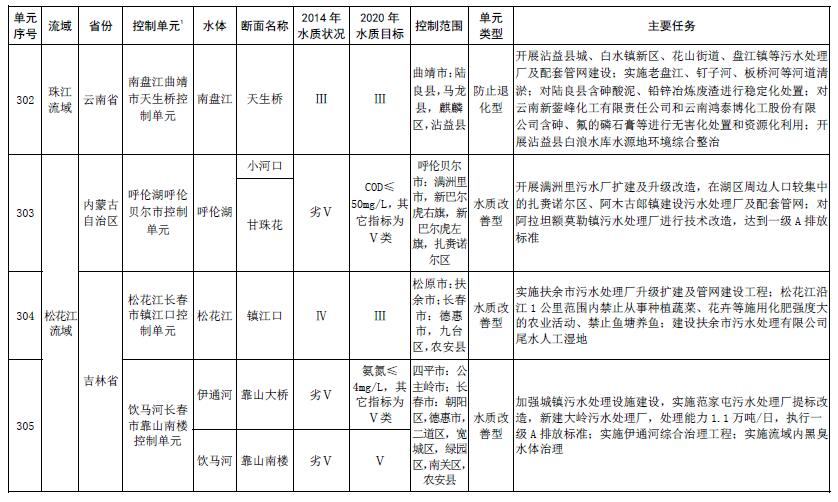 单元
序号
流域
省份
控制单元1
水体
断面名称
2014 年
水质状况
2020 年
水质目标
控制范围
单元
类型
主要任务
302
珠江
流域
云南省
南盘江曲靖
市天生桥控
制单元
南盘江
天生桥
III
III
曲靖市：陆
良县，马龙
县，麒麟
区，沾益县
防止退
化型
开展沾益县城、白水镇新区、花山街道、盘江镇等污水处理
厂及配套管网建设；实施老盘江、钉子河、板桥河等河道清
淤；对陆良县含砷酸泥、铅锌冶炼废渣进行稳定化处置；对
云南新釜峰化工有限责任公司和云南鸿泰博化工股份有限
公司含砷、氟的磷石膏等进行无害化处置和资源化利用；开
展沾益县白浪水库水源地环境综合整治
303
松花江
流域
内蒙古
自治区
呼伦湖呼伦
贝尔市控制
单元
呼伦湖
小河口
甘珠花
劣 V
COD≤
50mg/L，其
它指标为
V 类
呼伦贝尔
市：满洲里
市，新巴尔
虎右旗，新
巴尔虎左
旗，扎赉诺
尔区
水质改
善型
开展满洲里污水厂扩建及升级改造，在湖区周边人口较集中
的扎赉诺尔区、阿木古郎镇建设污水处理厂及配套管网；对
阿拉坦额莫勒镇污水处理厂进行技术改造，达到一级 A 排放
标准
304
吉林省
松花江长春
市镇江口控
制单元
松花江
镇江口
IV
III
松原市：扶
余市；长春
市：德惠
市，九台
区，农安县
水质改
善型
实施扶余市污水处理厂升级扩建及管网建设工程；松花江沿
江 1 公里范围内禁止从事种植蔬菜、花卉等施用化肥强度大
的农业活动、禁止鱼塘养鱼；建设扶余市污水处理有限公司
尾水人工湿地
305
饮马河长春
市靠山南楼
控制单元
伊通河
靠山大桥
劣 V
氨氮≤
4mg/L，其
它指标为
V 类
饮马河
靠山南楼
劣 V
V
四平市：公
主岭市；长
春市：朝阳
区，德惠市，
二道区，宽
城区，绿园
区，南关区，
农安县
水质改
善型
加强城镇污水处理设施建设，实施范家屯污水处理厂提标改
造，新建大岭污水处理厂，处理能力 1.1 万吨/日，执行一
级 A 排放标准；实施伊通河综合治理工程；实施流域内黑臭
水体治理